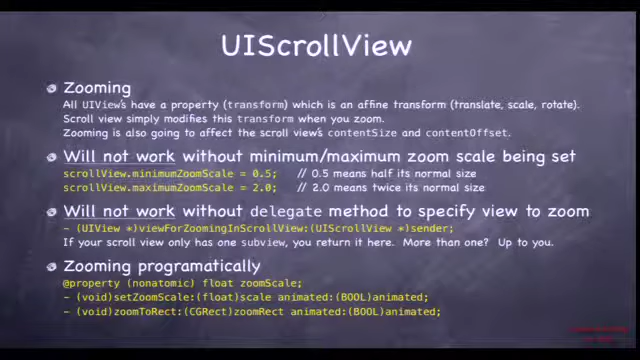 UIScrollView
Zooming
All UIView's have a property (transform) which is an affine transform (translate, scale, rotate).
Scroll view simply modifies this transform when you zoom.
Zooming is also going to affect the scroll view's contentSize and contentOffset.
Will not work without minimum/maximum zoom scale being set
scrollView.minimumZoomScale = 0.5; // 0.5 means half its normal size
scrollView.maximumZoomScale = 2.0; // 2.0 means twice its normal size
Will not work without delegate method to specify view to zoom
- (UIView *)viewForZoomingInScrollView:(UIScrollView *)sender;
If your scroll view only has one subview, you return it here. More than one? Up to you.
Zooming programatically
@property (nonatomic) float zoomScale;
- (void)setZoomScale:(float)scale animated:(BOOL)animated;
- (void)zoomToRect:(CGRect)zoomRect animated:(BOOL)animated;